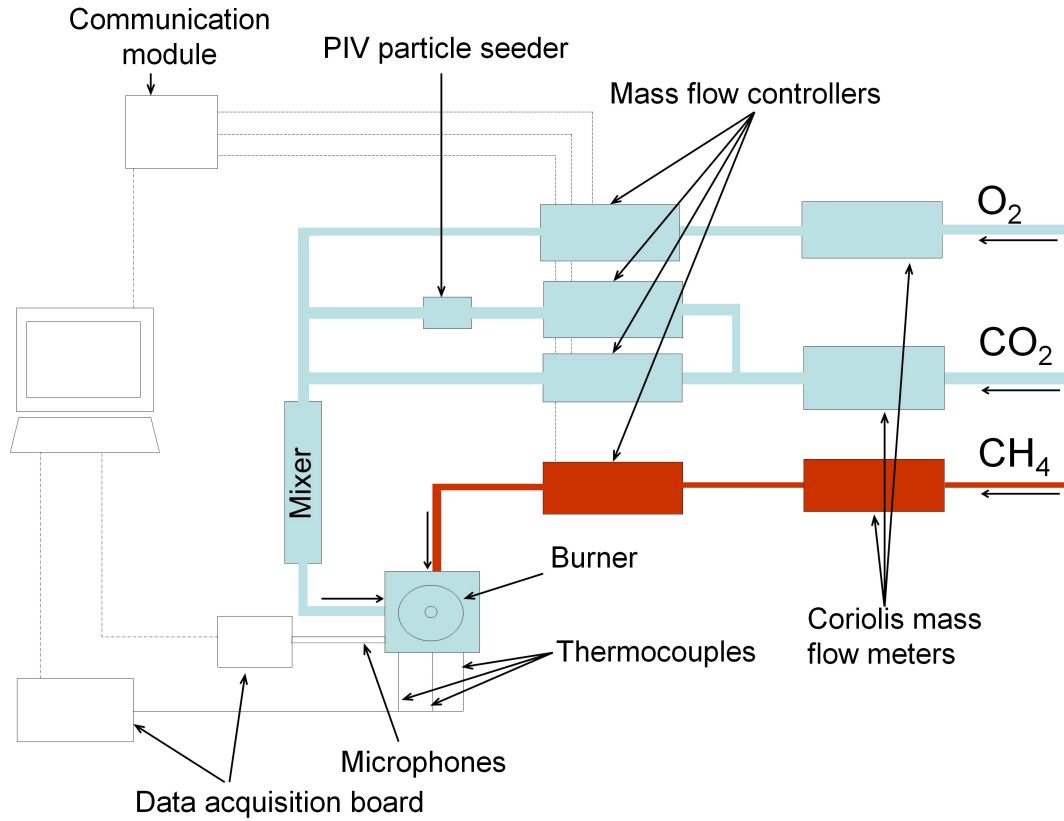 Communication
module
PIV particle seeder
Mass flow controllers
O₂
CO₂
CH₄
Mixer
Burner
Coriolis mass
flow meters
Thermocouples
Microphones
Data acquisition board